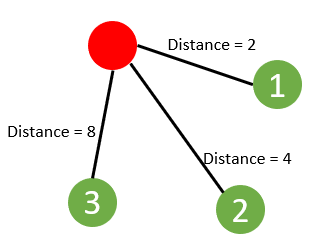 Distance = 2
1
Distance = 8
Distance = 4
3
2